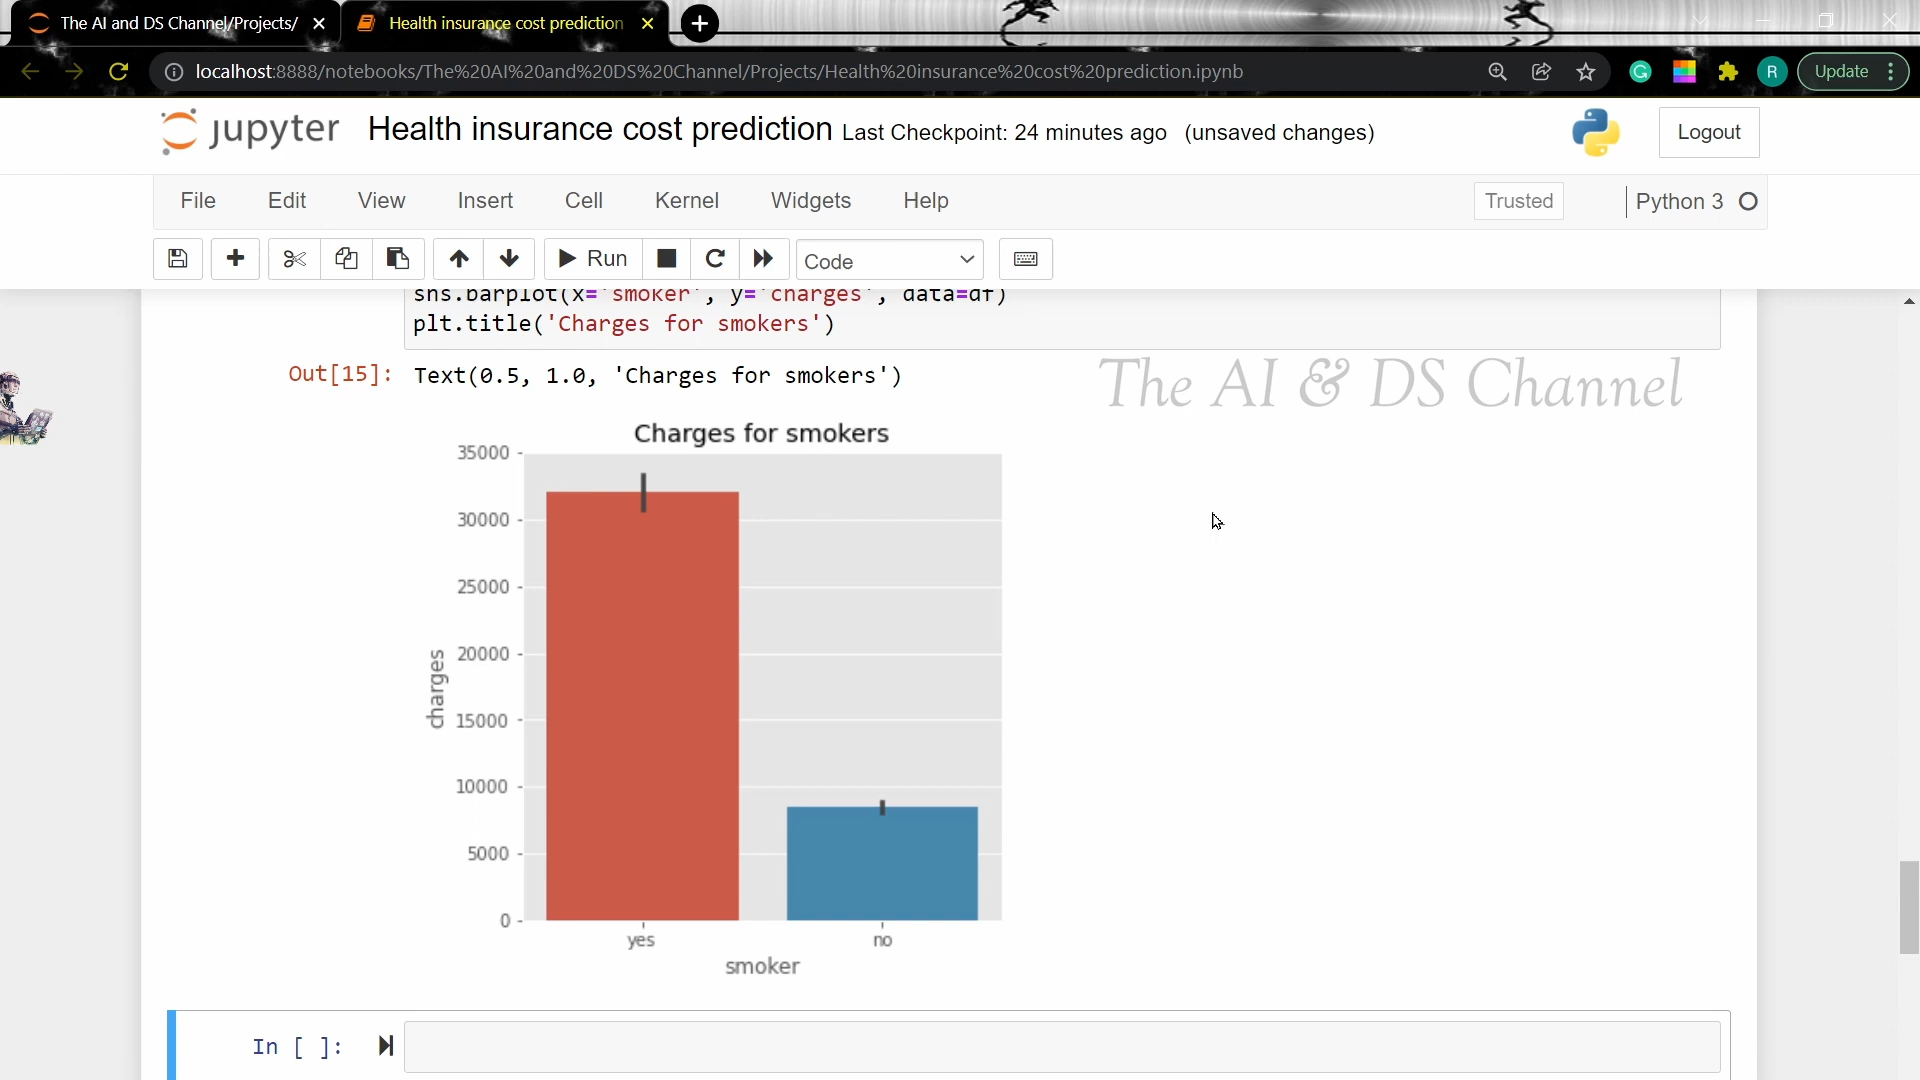 The AI and DS Channel/Projects/
Health insurance cost prediction
localhost:8888/notebooks/The%20AI%20and%20DS%20Channel/Projects/Health%20insurance%20cost%20prediction.ipynb
R
Update
jupyter
Health insurance cost prediction Last Checkpoint: 24 minutes ago (unsaved changes)
Logout
File Edit View Insert Cell Kernel Widgets Help
Trusted
Python 3
Run
Code
sns.barplot(x='smoker', y='charges', data=df)
plt.title('Charges for smokers')
Out[15]: Text(0.5, 1.0, 'Charges for smokers')
The AI & DS Channel
Charges for smokers
35000
30000
25000
20000
15000
10000
5000
0
charges
yes
no
smoker
In [ ]: